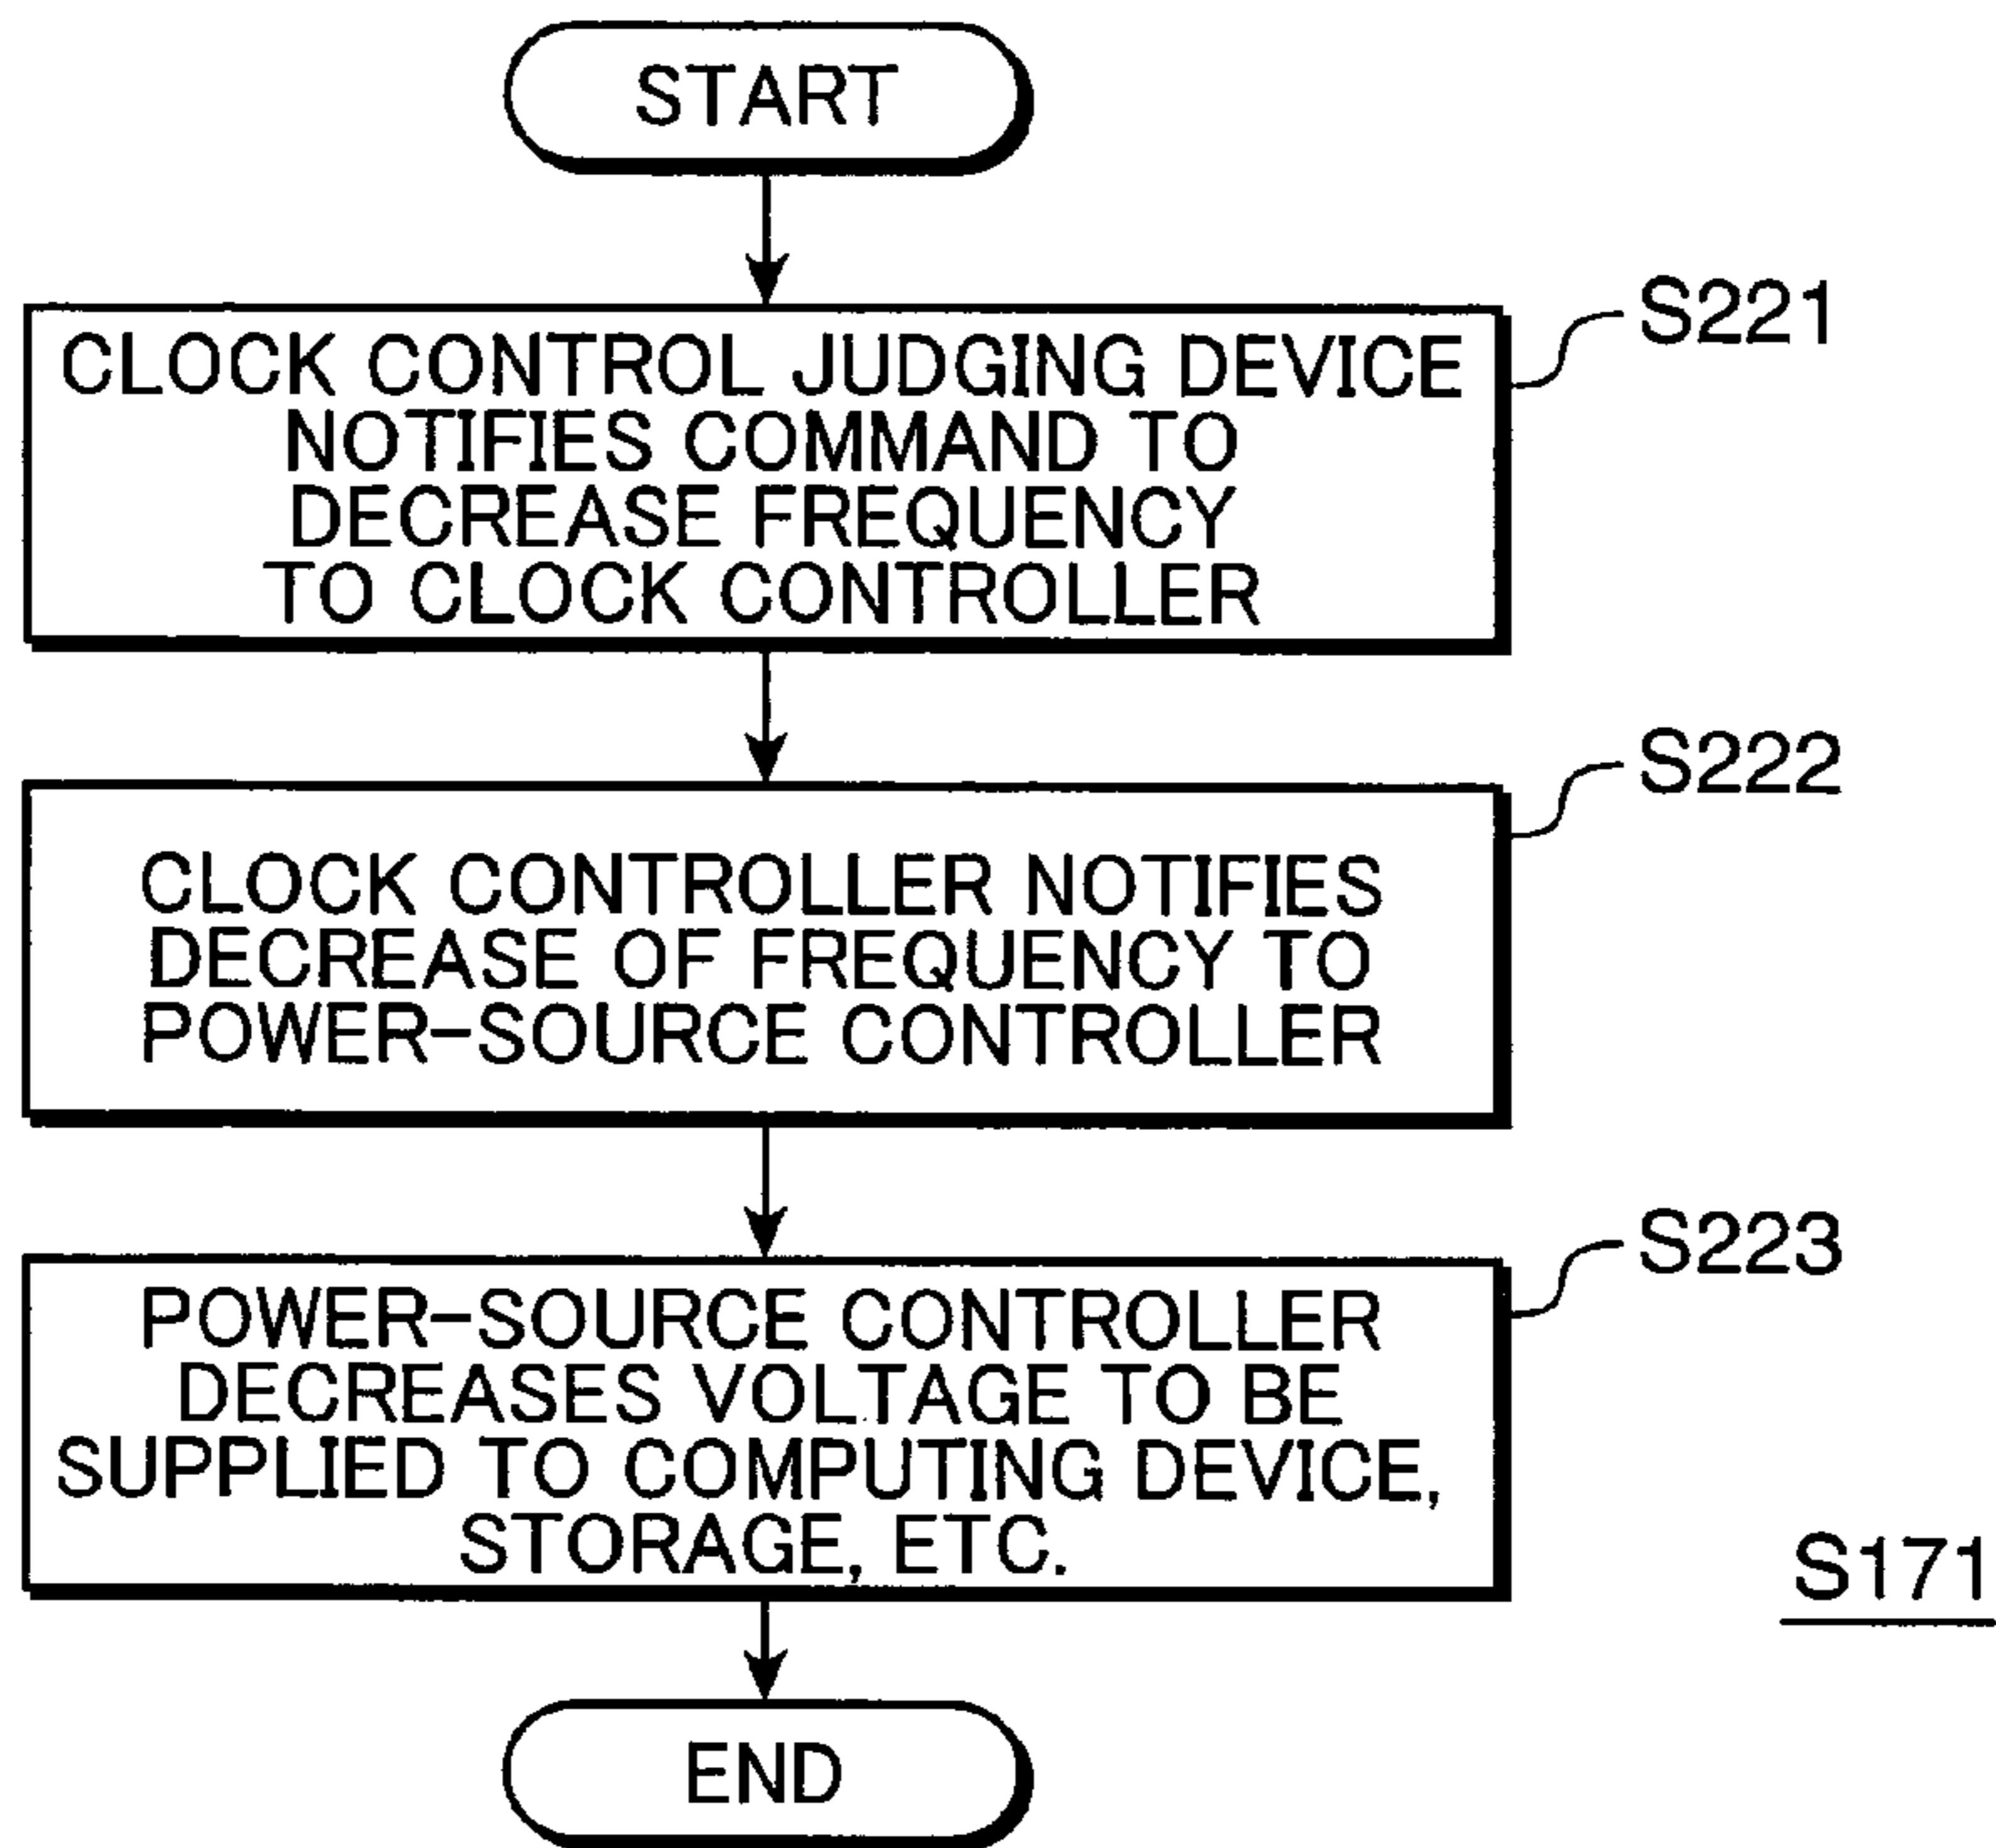 START
S221
CLOCK CONTROL JUDGING DEVICE
NOTIFIES COMMAND TO
DECREASE FREQUENCY
TO CLOCK CONTROLLER
S222
CLOCK CONTROLLER NOTIFIES
DECREASE OF FREQUENCY TO
POWER-SOURCE CONTROLLER
S223
POWER-SOURCE CONTROLLER
DECREASES VOLTAGE TO BE
SUPPLIED TO COMPUTING DEVICE,
STORAGE, ETC.
S171
END